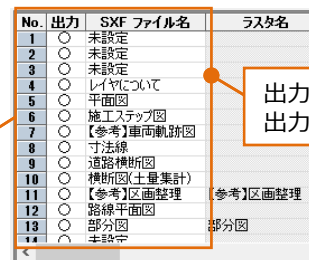 No. 出力 SXF ファイル名 ラスタ名
1 ○ 未設定
2 ○ 未設定
3 ○ 未設定
4 ○ レイヤについて
5 ○ 平面図
6 ○ 施工ステップ図
7 ○ 【参考】車両軌跡図
8 ○ 寸法線
9 ○ 道路横断図
10 ○ 横断図(土量集計)
11 ○ 【参考】区画整理 【参考】区画整理
12 ○ 路線平面図
13 ○ 部分図 部分図
14 ○ 未設定
出力
出力